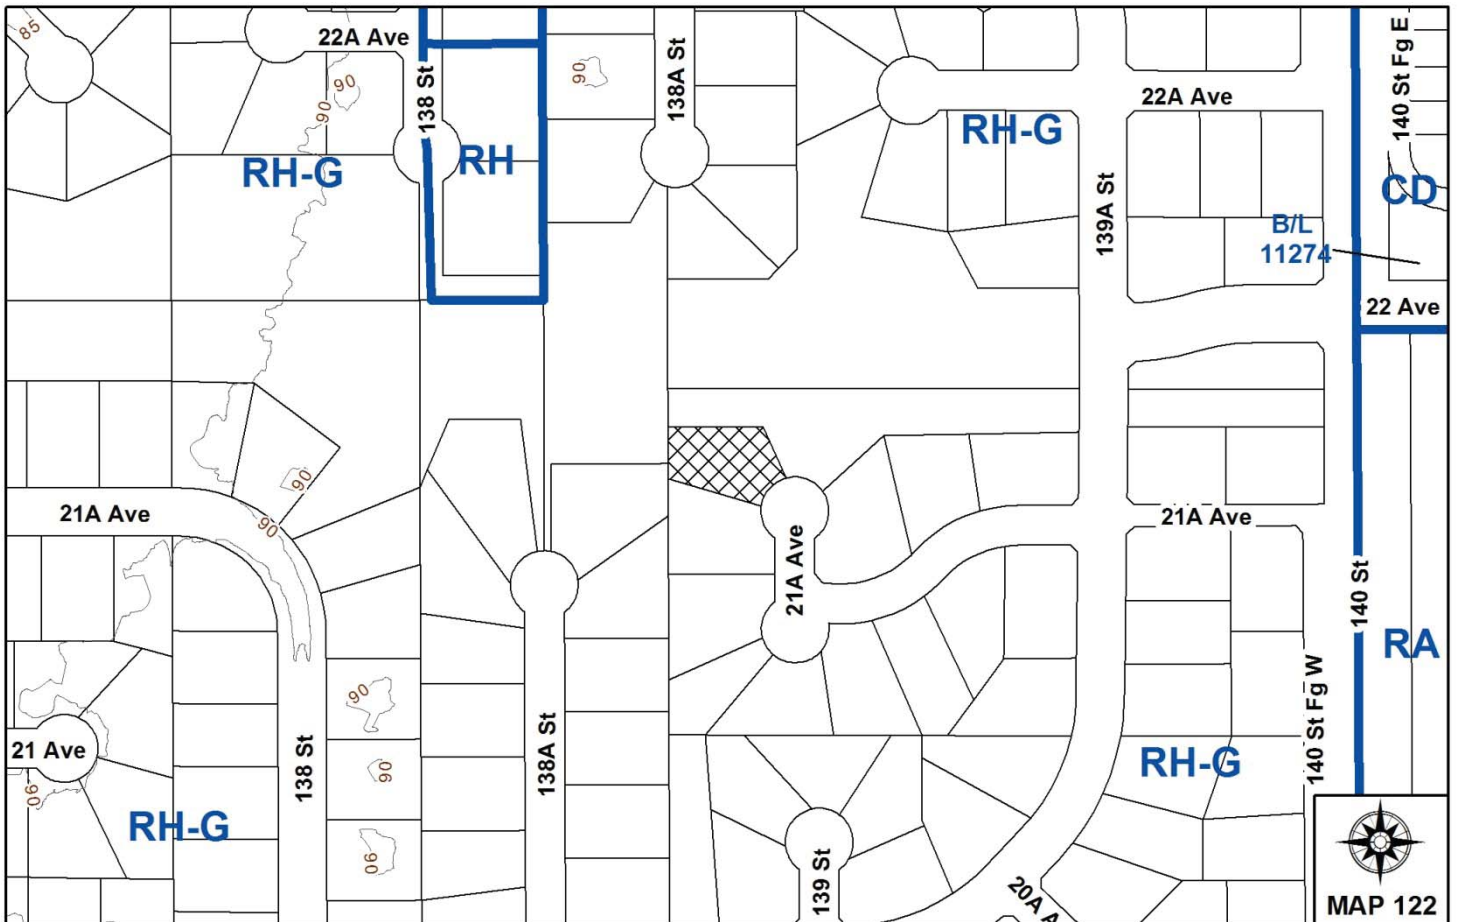 85
22A Ave
90
90
138 St
RH-G
RH
90
138A St
RH-G
22A Ave
139A St
140 St Fg E
CD
B/L
11274
22 Ave
21A Ave
90
90
21A Ave
21A Ave
140 St
RA
90
90
90
21 Ave
90
138 St
138A St
RH-G
139 St
20A A
RH-G
140 St Fg W
MAP 122